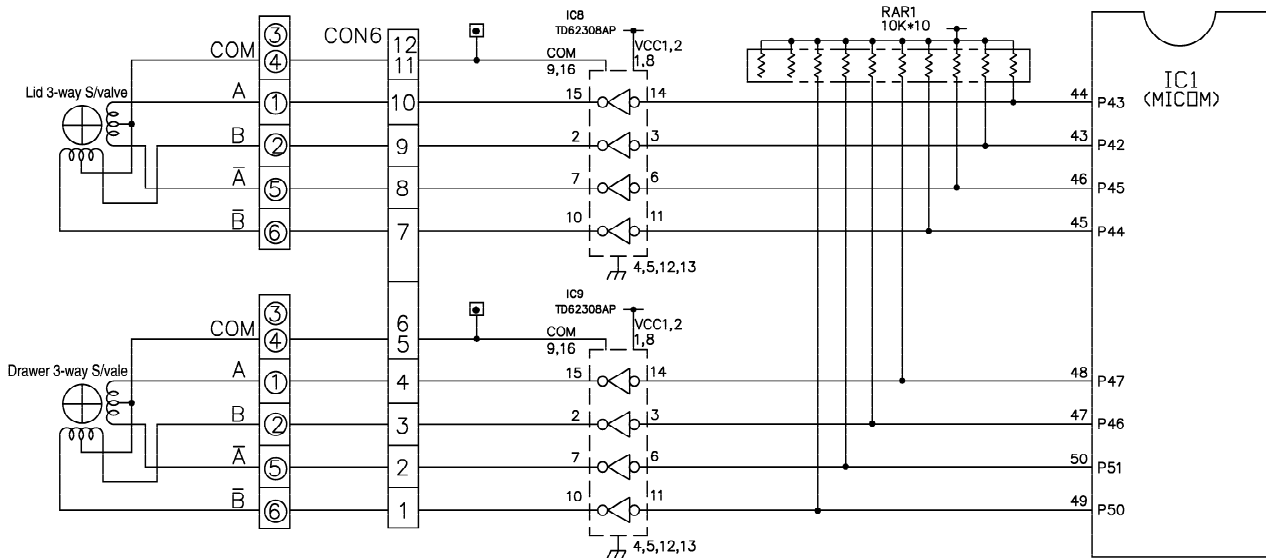 IC8
TD62308AP
RAR1
10K*10
③ CON6 12
COM ④ 11 COM VCC1,2
9,16 1,8
IC1
(MICOM)
Lid 3-way S/valve
A ① 10 15 14 44 P43
B ② 9 2 3 43 P42
A̅ ⑤ 8 7 6 46 P45
B̅ ⑥ 7 10 11 45 P44
4,5,12,13
IC9
TD62308AP
③ 6
COM ④ 5 COM VCC1,2
9,16 1,8
Drawer 3-way S/vale
A ① 4 15 14 48 P47
B ② 3 2 3 47 P46
A̅ ⑤ 2 7 6 50 P51
B̅ ⑥ 1 10 11 49 P50
4,5,12,13